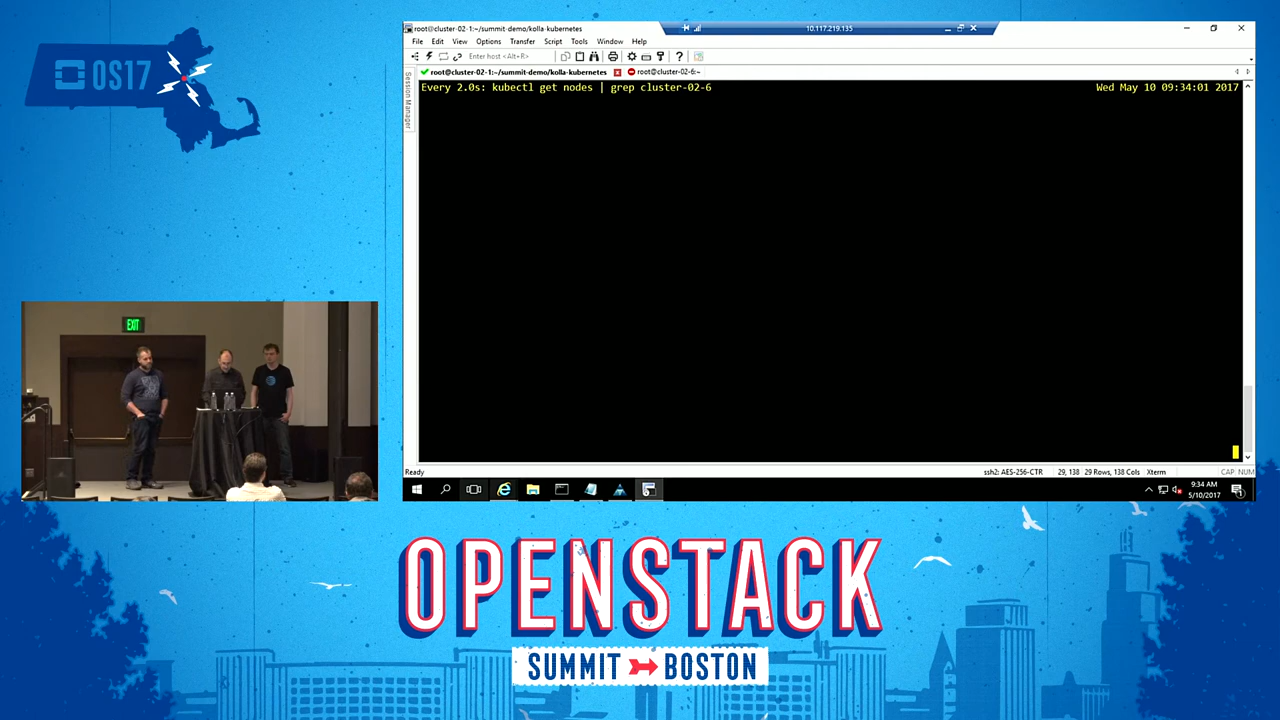 OS17
root@cluster-02-1:~/summit-demo/kolla-kubernetes
10.117.219.135
File Edit View Options Transfer Script Tools Window Help
Enter host <Alt+R>
root@cluster-02-1:~/summit-demo/kolla-kubernetes
root@cluster-02-6:~
Session Manager
Every 2.0s: kubectl get nodes | grep cluster-02-6
Wed May 10 09:34:01 2017
Ready
ssh2: AES-256-CTR
29, 138
29 Rows, 138 Cols
Xterm
CAP NUM
9:34 AM
5/10/2017
EXIT
OPENSTACK
SUMMIT BOSTON